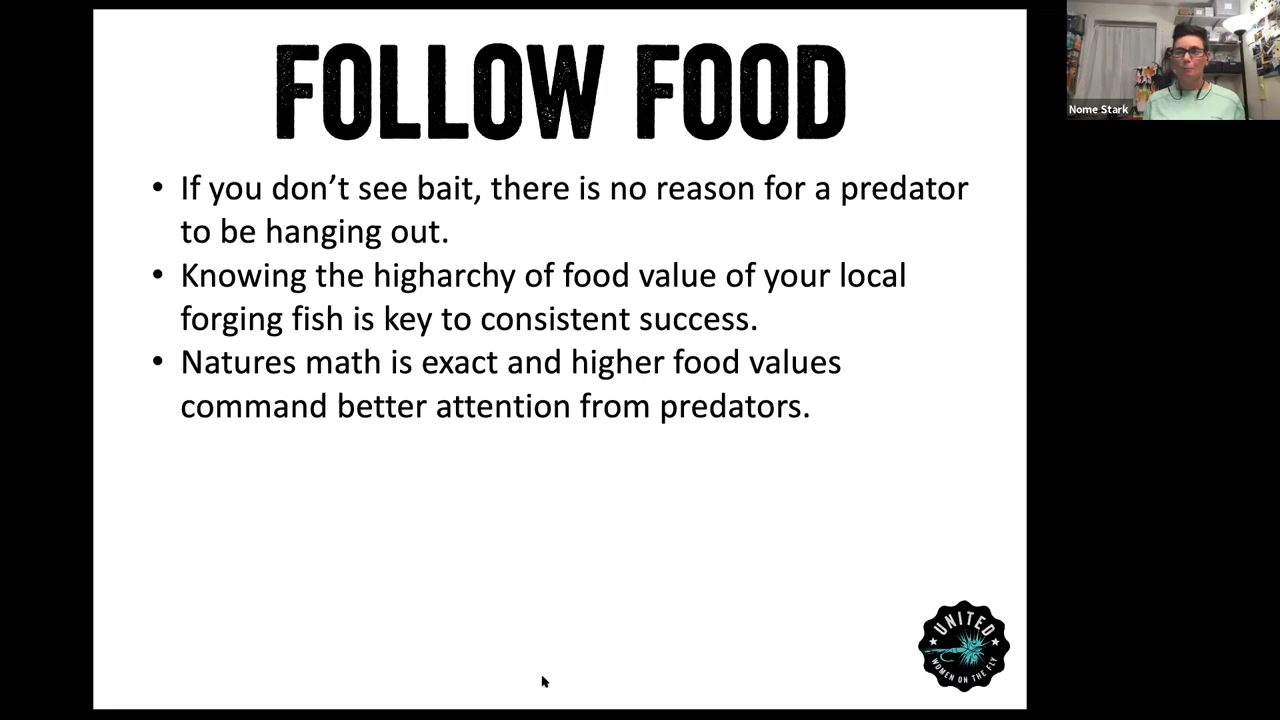 FOLLOW FOOD
• If you don’t see bait, there is no reason for a predator
to be hanging out.
• Knowing the higharchy of food value of your local
forging fish is key to consistent success.
• Natures math is exact and higher food values
command better attention from predators.
UNITED
WOMEN ON THE FLY
Nome Stark